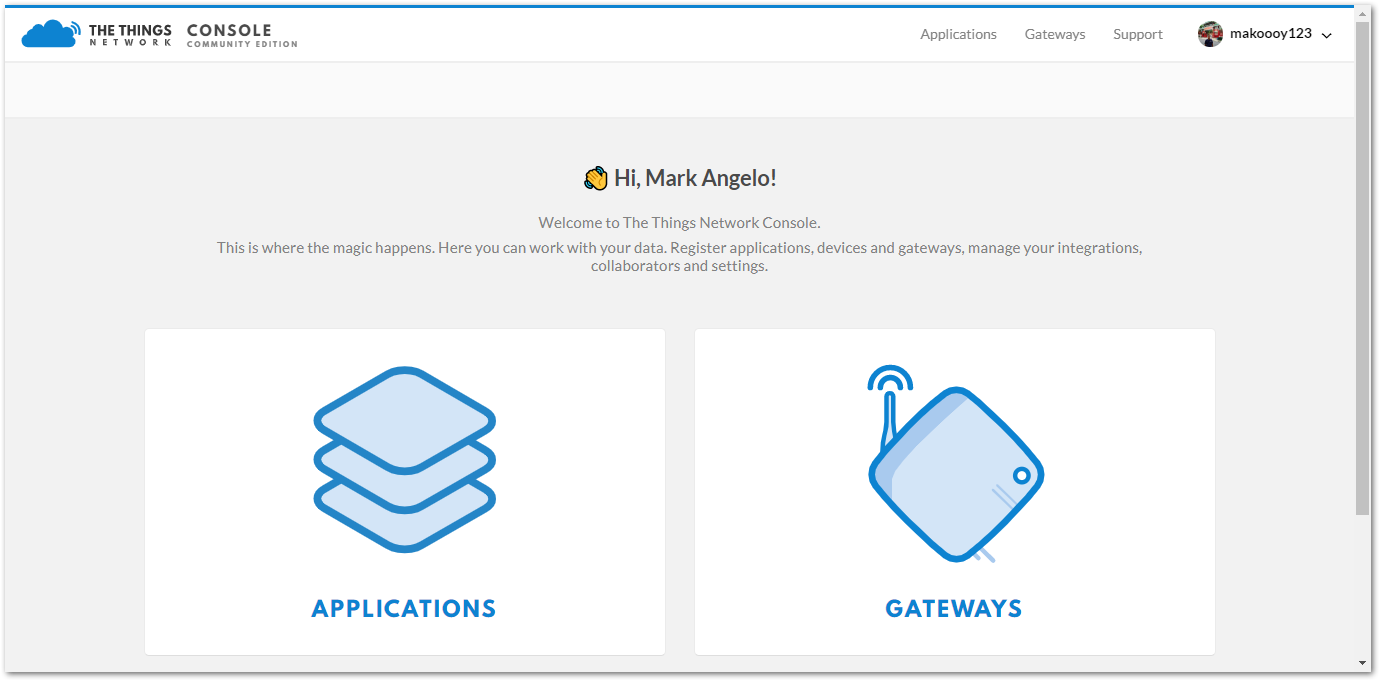 THE THINGS
NETWORK
CONSOLE
COMMUNITY EDITION
Applications
Gateways
Support
makoooy123
Hi, Mark Angelo!
Welcome to The Things Network Console.
This is where the magic happens. Here you can work with your data. Register applications, devices and gateways, manage your integrations,
collaborators and settings.
APPLICATIONS
GATEWAYS